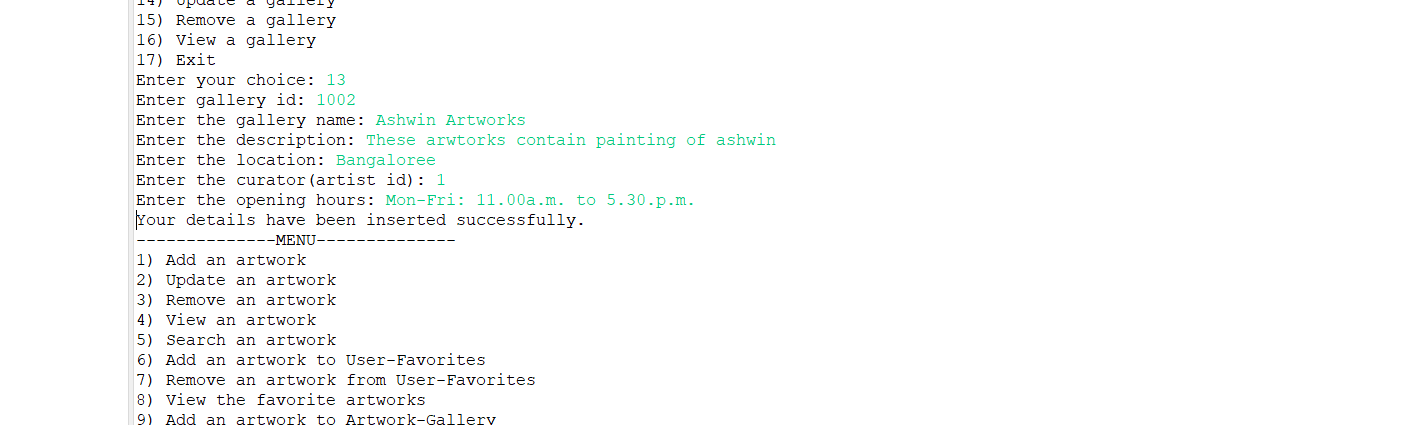 14) Update a gallery
15) Remove a gallery
16) View a gallery
17) Exit
Enter your choice: 13
Enter gallery id: 1002
Enter the gallery name: Ashwin Artworks
Enter the description: These arwtorks contain painting of ashwin
Enter the location: Bangaloree
Enter the curator(artist id): 1
Enter the opening hours: Mon-Fri: 11.00a.m. to 5.30.p.m.
Your details have been inserted successfully.
--------------MENU--------------
1) Add an artwork
2) Update an artwork
3) Remove an artwork
4) View an artwork
5) Search an artwork
6) Add an artwork to User-Favorites
7) Remove an artwork from User-Favorites
8) View the favorite artworks
9) Add an artwork to Artwork-Gallery